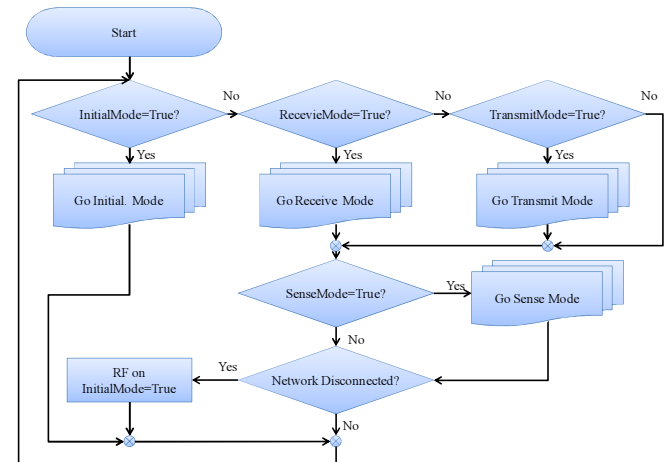 Start
InitialMode=True?
No
RecevieMode=True?
No
TransmitMode=True?
No
Yes
Yes
Yes
Go Initial. Mode
Go Receive Mode
Go Transmit Mode
SenseMode=True?
Yes
Go Sense Mode
No
RF on
InitialMode=True
Yes
Network Disconnected?
No